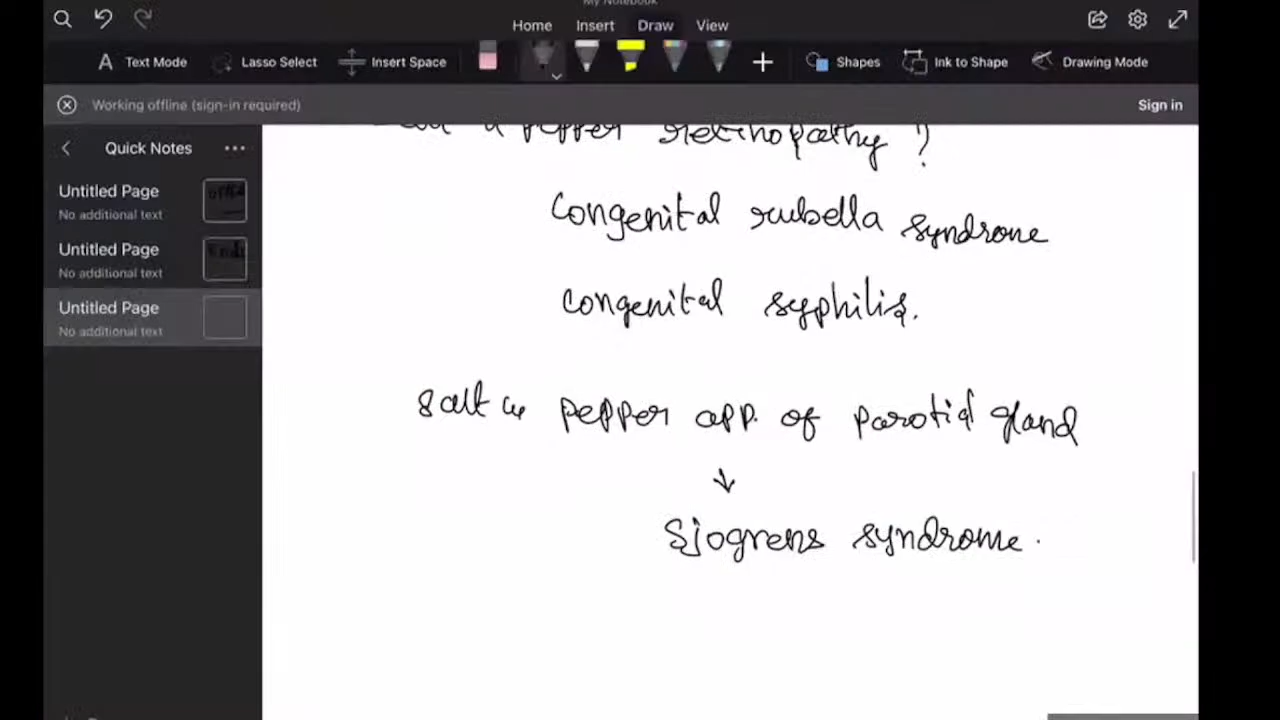 My Notebook
Home Insert Draw View
Text Mode Lasso Select Insert Space Shapes Ink to Shape Drawing Mode
Working offline (sign-in required) Sign in
Quick Notes
Untitled Page
No additional text
Untitled Page
No additional text
Untitled Page
No additional text
pepper retinopathy ?
Congenital rubella syndrome
congenital syphilis.
salt & pepper app. of parotid gland
↓
Sjogrens syndrome.